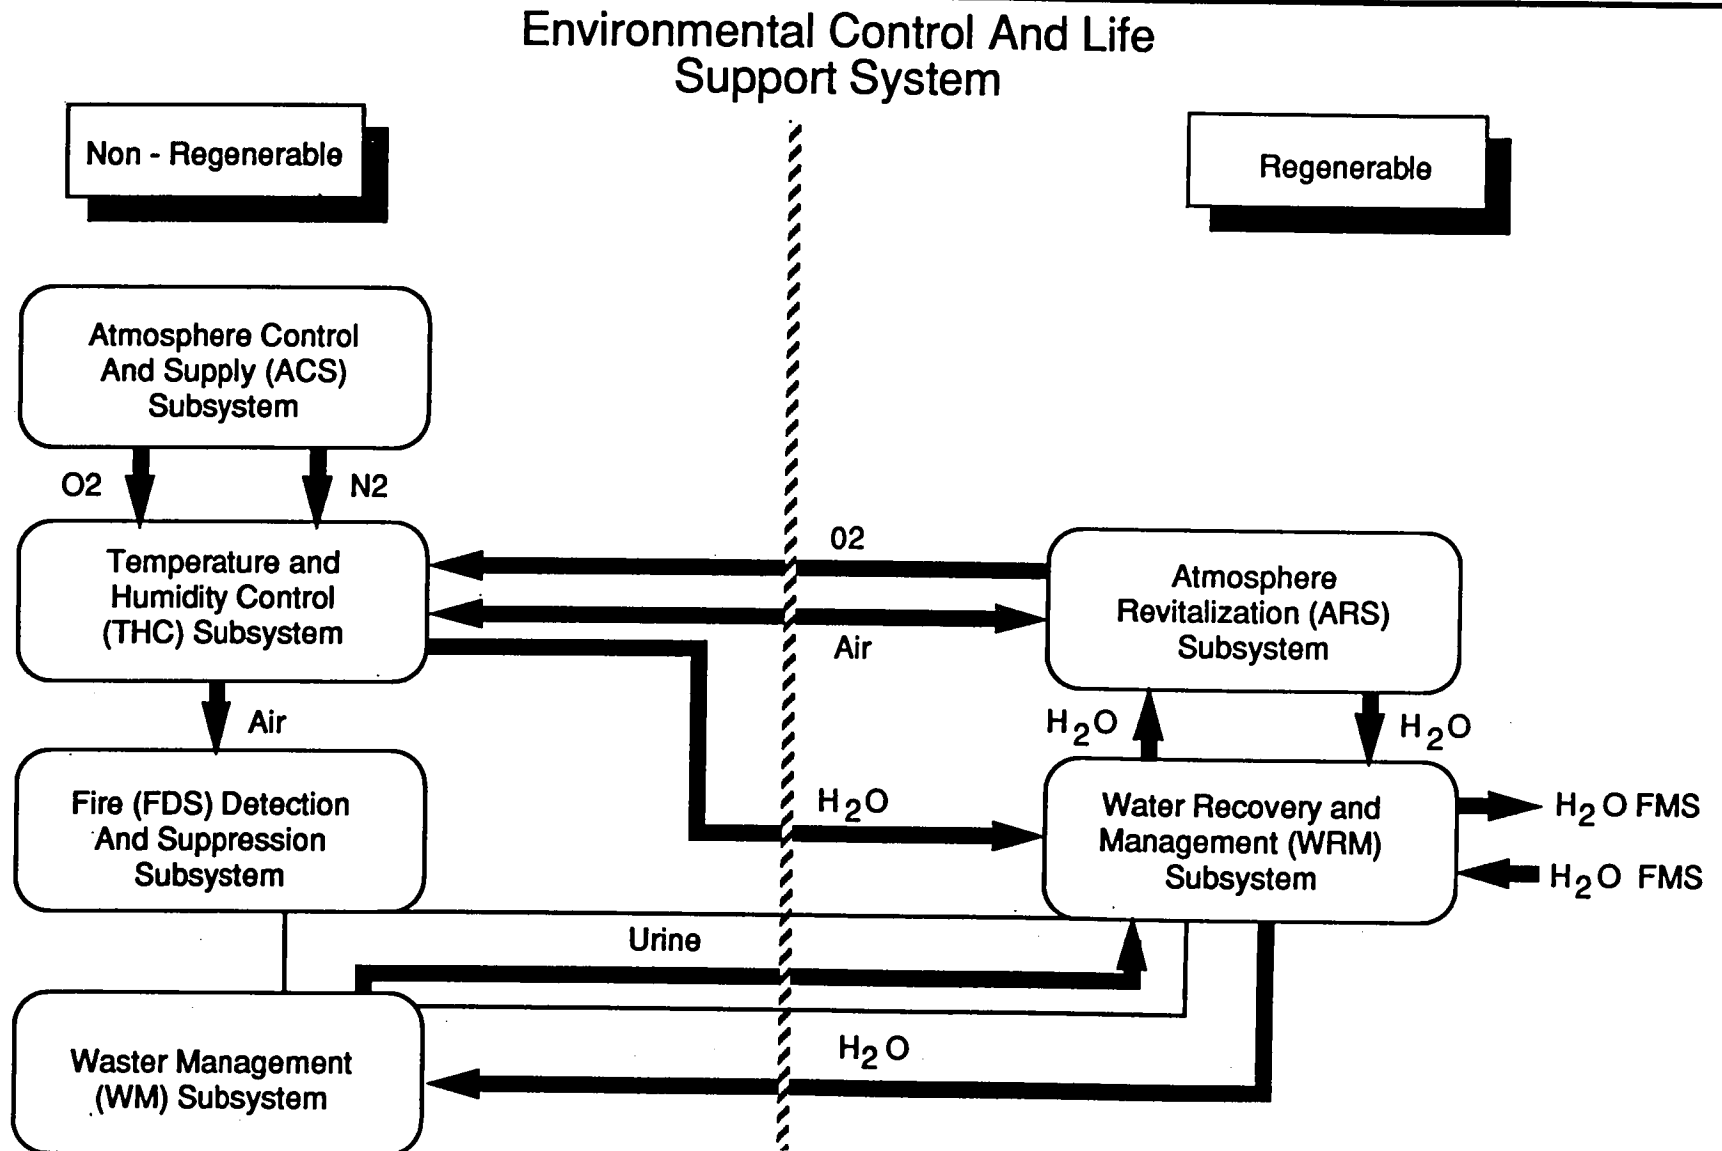 Environmental Control And Life
Support System
Non - Regenerable
Regenerable
Atmosphere Control
And Supply (ACS)
Subsystem
O2
N2
Temperature and
Humidity Control
(THC) Subsystem
02
Air
Atmosphere
Revitalization (ARS)
Subsystem
Air
H2O
H2O
Fire (FDS) Detection
And Suppression
Subsystem
H2O
Water Recovery and
Management (WRM)
Subsystem
H2O FMS
H2O FMS
Urine
Waster Management
(WM) Subsystem
H2O